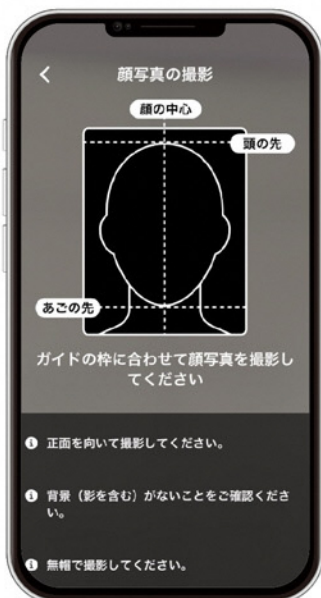 顔写真の撮影
顔の中心
頭の先
あごの先
ガイドの枠に合わせて顔写真を撮影し
てください
正面を向いて撮影してください。
背景（影を含む）がないことをご確認くださ
い。
無帽で撮影してください。